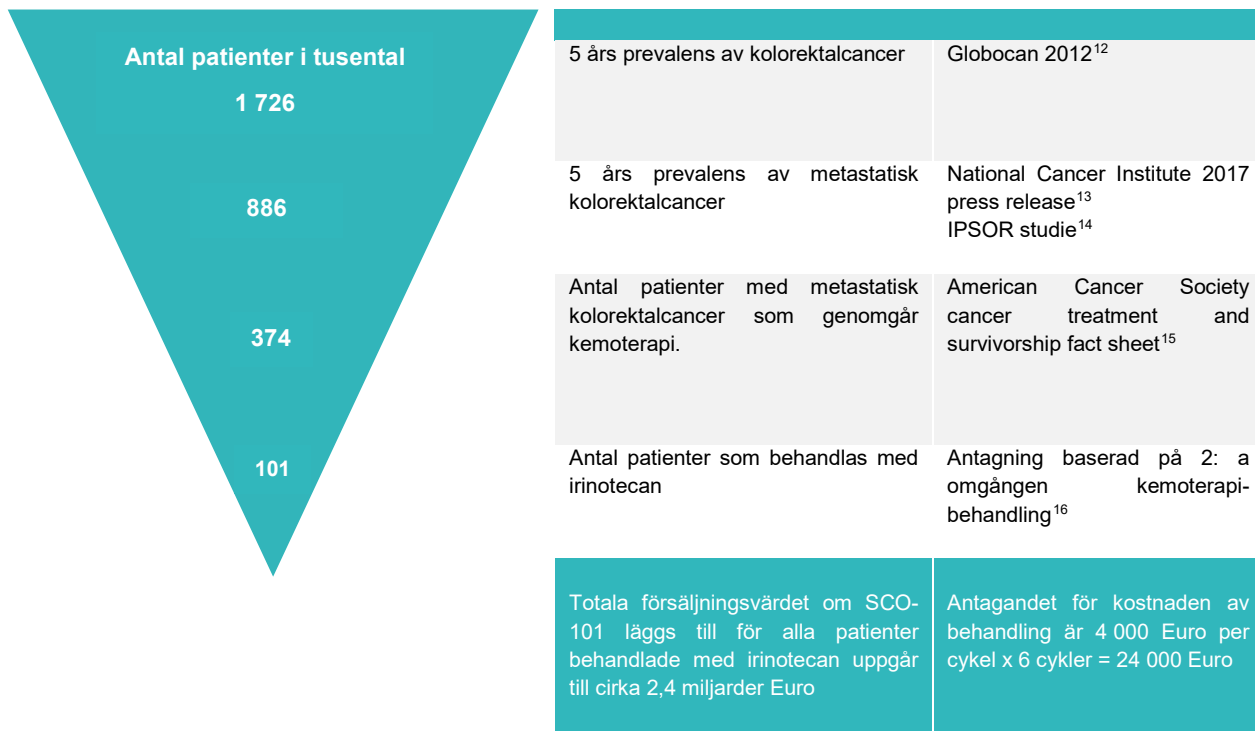 Antal patienter i tusental
1 726
886
374
101
5 års prevalens av kolorektalcancer
Globocan 2012¹²
5 års prevalens av metastatisk
kolorektalcancer
National Cancer Institute 2017
press release¹³
IPSOR studie¹⁴
Antal patienter med metastatisk
kolorektalcancer som genomgår
kemoterapi.
American Cancer Society
cancer treatment and
survivorship fact sheet¹⁵
Antal patienter som behandlas med
irinotecan
Antagning baserad på 2: a
omgången kemoterapi-
behandling¹⁶
Totala försäljningsvärdet om SCO-
101 läggs till för alla patienter
behandlade med irinotecan uppgår
till cirka 2,4 miljarder Euro
Antagandet för kostnaden av
behandling är 4 000 Euro per
cykel x 6 cykler = 24 000 Euro